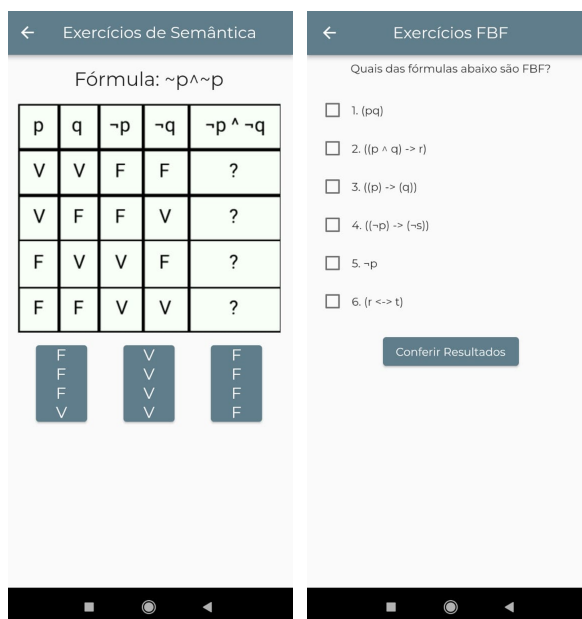 Exercícios de Semântica
Fórmula: ~p^~p
p q ¬p ¬q ¬p ^ ¬q
V V F F ?
V F F V ?
F V V F ?
F F V V ?
F V F
F V F
F V F
V V F
Exercícios FBF
Quais das fórmulas abaixo são FBF?
1. (pq)
2. ((p ∧ q) -> r)
3. ((p) -> (q))
4. ((¬p) -> (¬s))
5. ¬p
6. (r <-> t)
Conferir Resultados